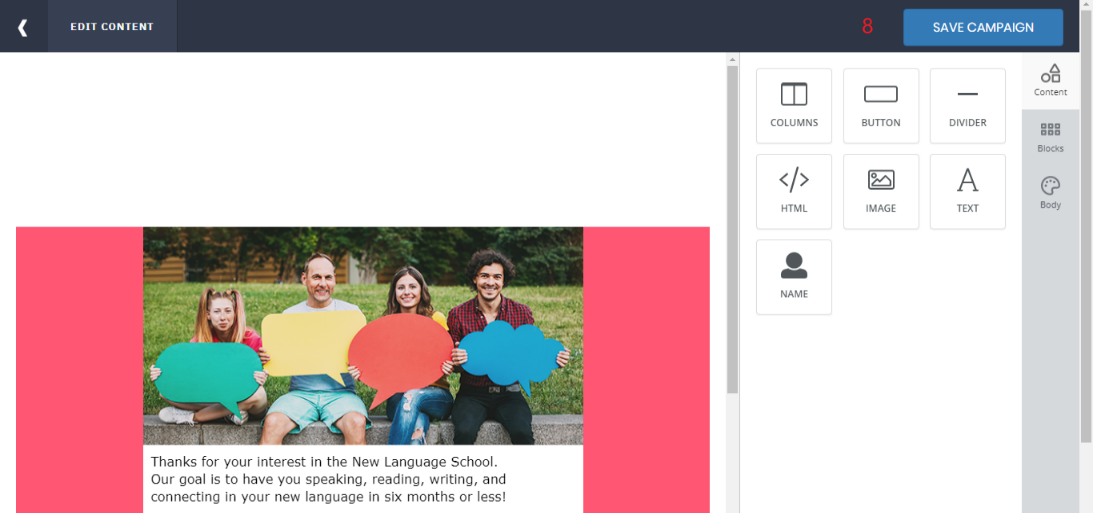 EDIT CONTENT
8
SAVE CAMPAIGN
COLUMNS
BUTTON
DIVIDER
Content
Blocks
HTML
IMAGE
TEXT
Body
NAME
Thanks for your interest in the New Language School.
Our goal is to have you speaking, reading, writing, and
connecting in your new language in six months or less!